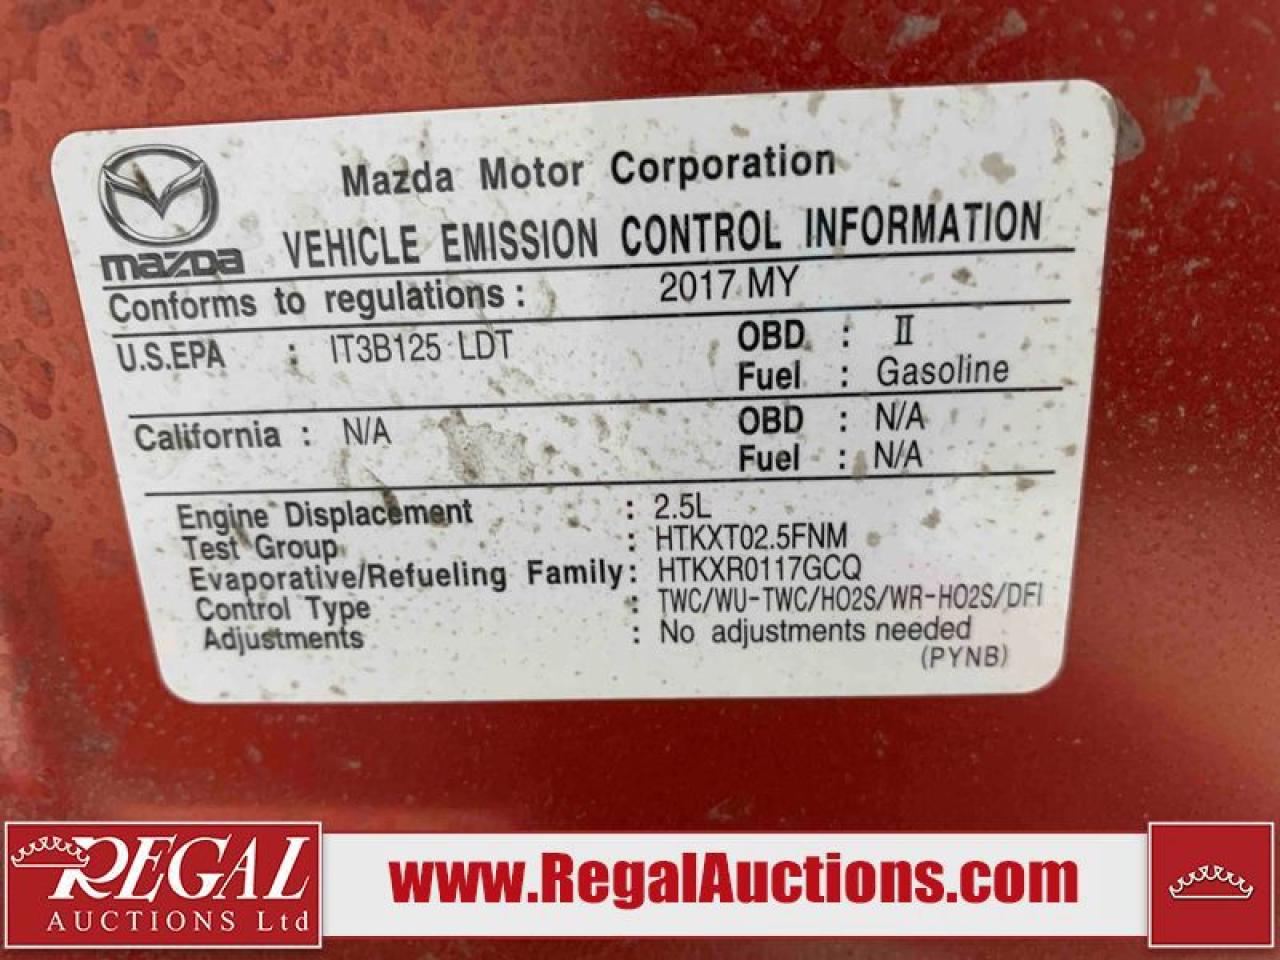 Mazda Motor Corporation
mazda VEHICLE EMISSION CONTROL INFORMATION
Conforms to regulations : 2017 MY
U.S.EPA : IT3B125 LDT OBD : II
Fuel : Gasoline
California : N/A OBD : N/A
Fuel : N/A
Engine Displacement : 2.5L
Test Group : HTKXT02.5FNM
Evaporative/Refueling Family : HTKXR0117GCQ
Control Type : TWC/WU-TWC/HO2S/WR-HO2S/DFI
Adjustments : No adjustments needed
(PYNB)
REGAL
AUCTIONS Ltd
www.RegalAuctions.com